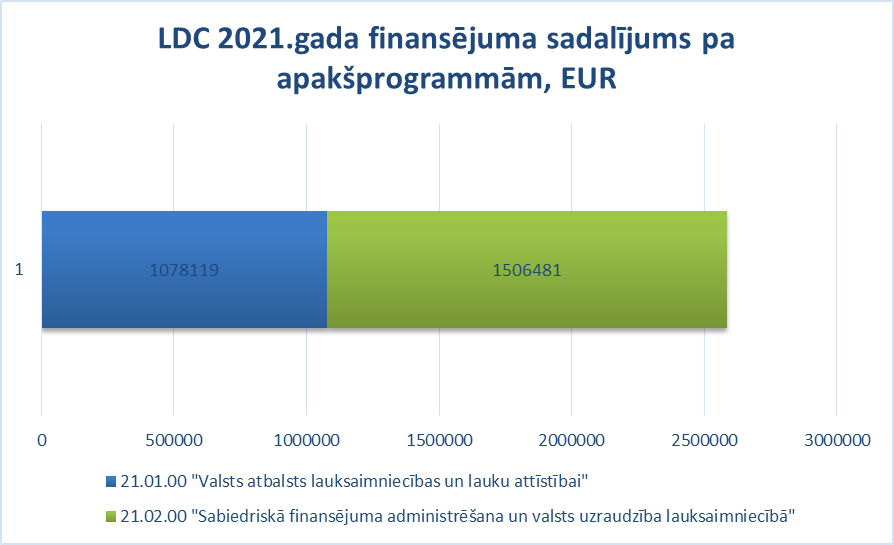 LDC 2021.gada finansējuma sadalījums pa
apakšprogrammām, EUR
1
1078119
1506481
0
500000
1000000
1500000
2000000
2500000
3000000
21.01.00 "Valsts atbalsts lauksaimniecības un lauku attīstībai"
21.02.00 "Sabiedriskā finansējuma administrēšana un valsts uzraudzība lauksaimniecībā"